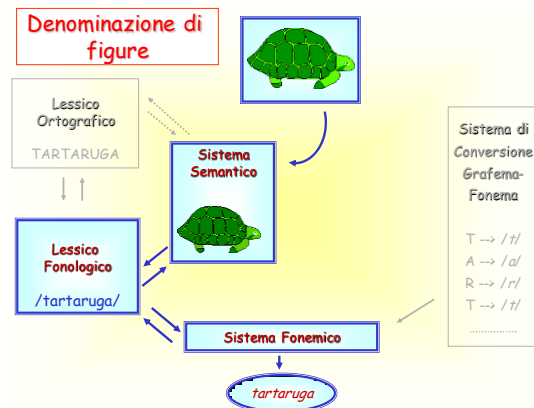 Denominazione di
figure
Lessico
Ortografico
TARTARUGA
Sistema
Semantico
Sistema di
Conversione
Grafema-
Fonema
T --> /t/
A --> /a/
R --> /r/
T --> /t/
................
Lessico
Fonologico
/tartaruga/
Sistema Fonemico
tartaruga